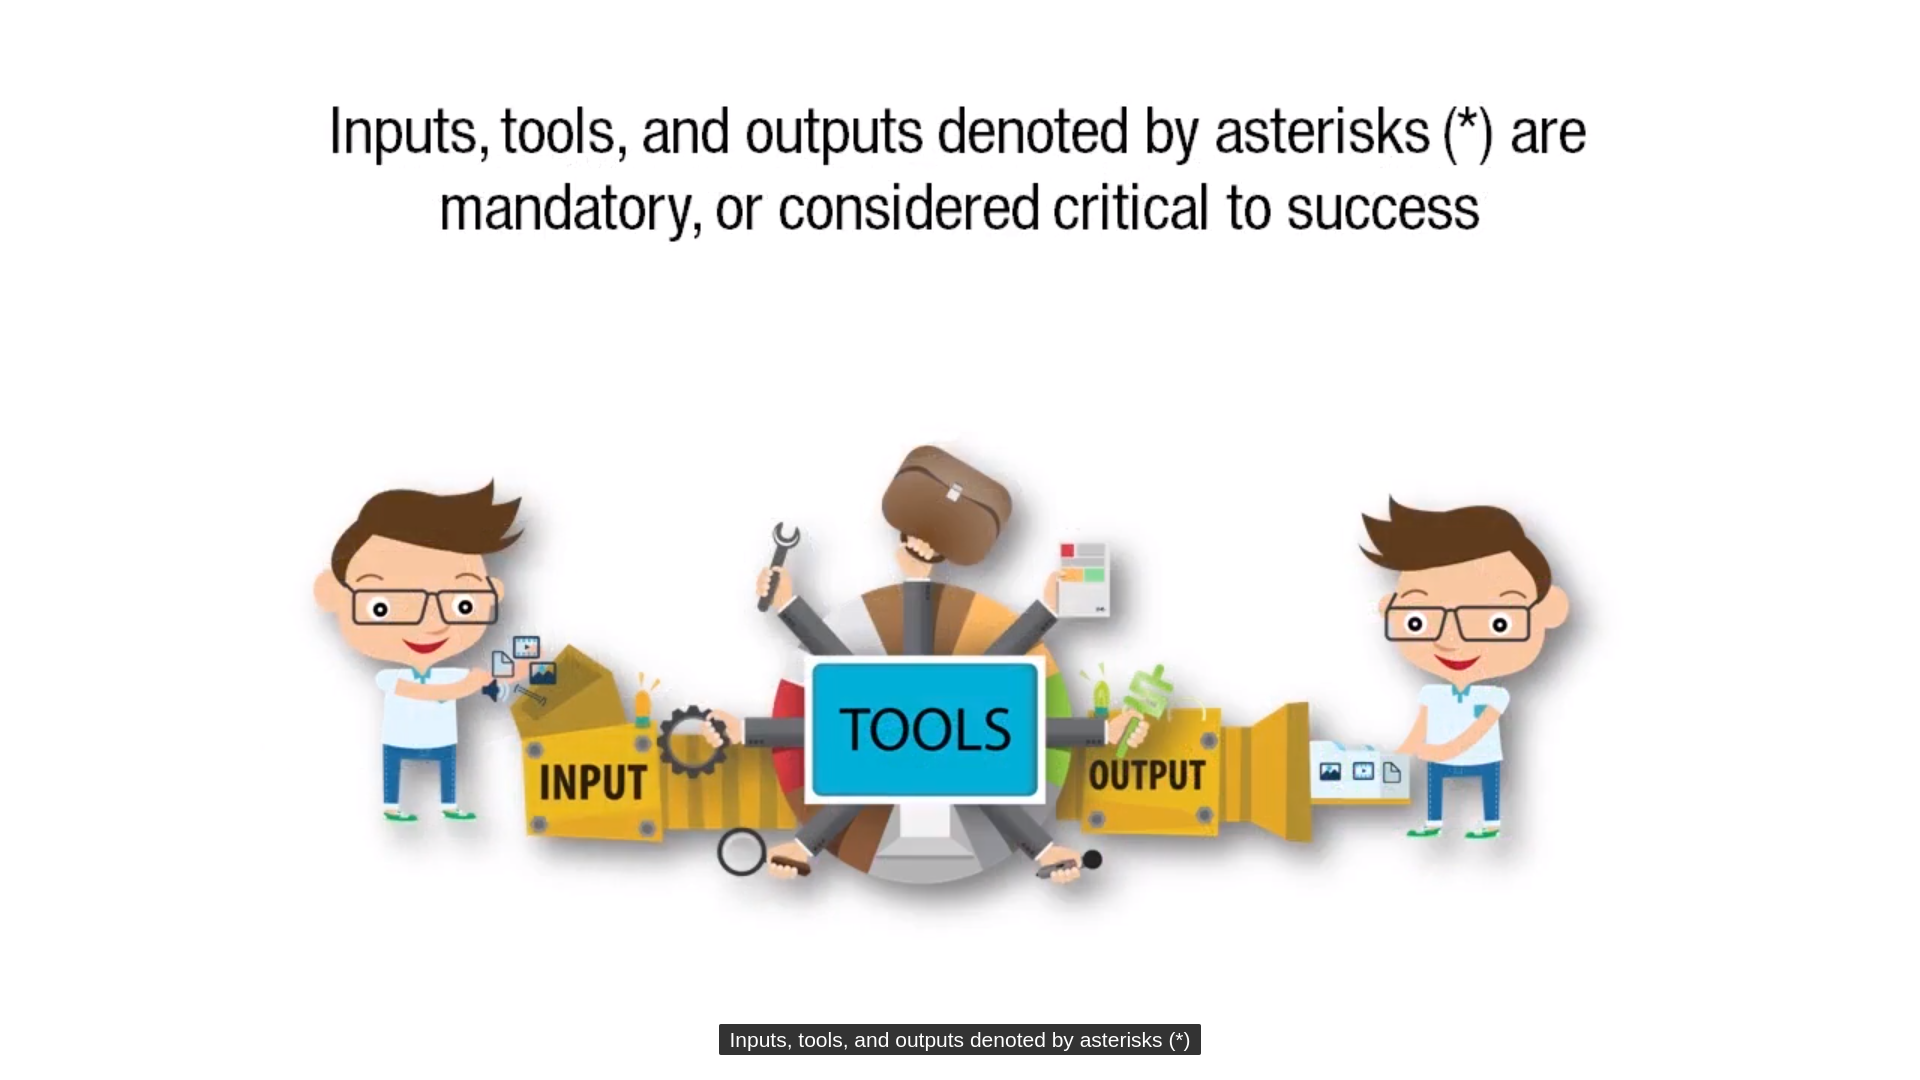 Inputs, tools, and outputs denoted by asterisks (*) are
mandatory, or considered critical to success
TOOLS
INPUT
OUTPUT
Inputs, tools, and outputs denoted by asterisks (*)